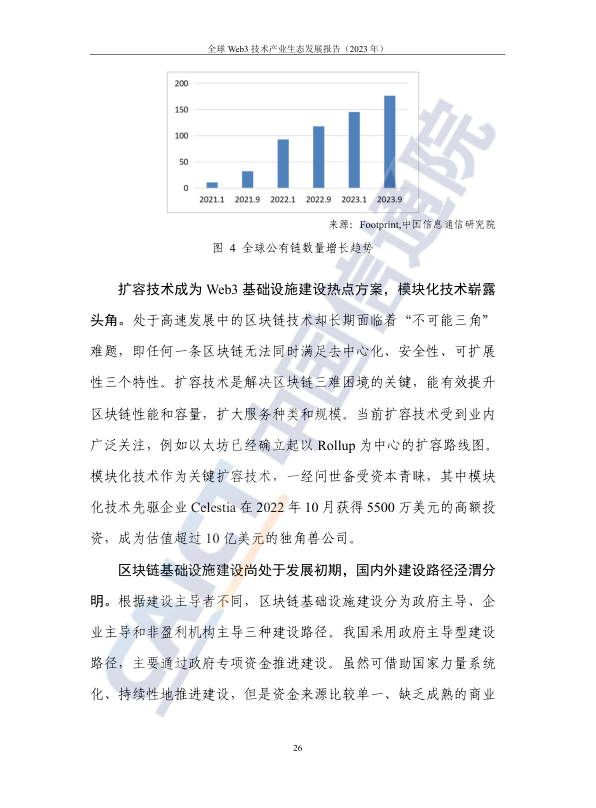 全球 Web3 技术产业生态发展报告（2023 年）
200
150
100
50
0
2021.1 2021.9 2022.1 2022.9 2023.1 2023.9
来源：Footprint,中国信息通信研究院
图 4 全球公有链数量增长趋势
扩容技术成为 Web3 基础设施建设热点方案，模块化技术崭露
头角。处于高速发展中的区块链技术却长期面临着“不可能三角”
难题，即任何一条区块链无法同时满足去中心化、安全性、可扩展
性三个特性。扩容技术是解决区块链三难困境的关键，能有效提升
区块链性能和容量，扩大服务种类和规模。当前扩容技术受到业内
广泛关注，例如以太坊已经确立起以 Rollup 为中心的扩容路线图。
模块化技术作为关键扩容技术，一经问世备受资本青睐，其中模块
化技术先驱企业 Celestia 在 2022 年 10 月获得 5500 万美元的高额投
资，成为估值超过 10 亿美元的独角兽公司。
区块链基础设施建设尚处于发展初期，国内外建设路径泾渭分
明。根据建设主导者不同，区块链基础设施建设分为政府主导、企
业主导和非盈利机构主导三种建设路径。我国采用政府主导型建设
路径，主要通过政府专项资金推进建设。虽然可借助国家力量系统
化、持续性地推进建设，但是资金来源比较单一、缺乏成熟的商业
26
CAICT 中国信通院